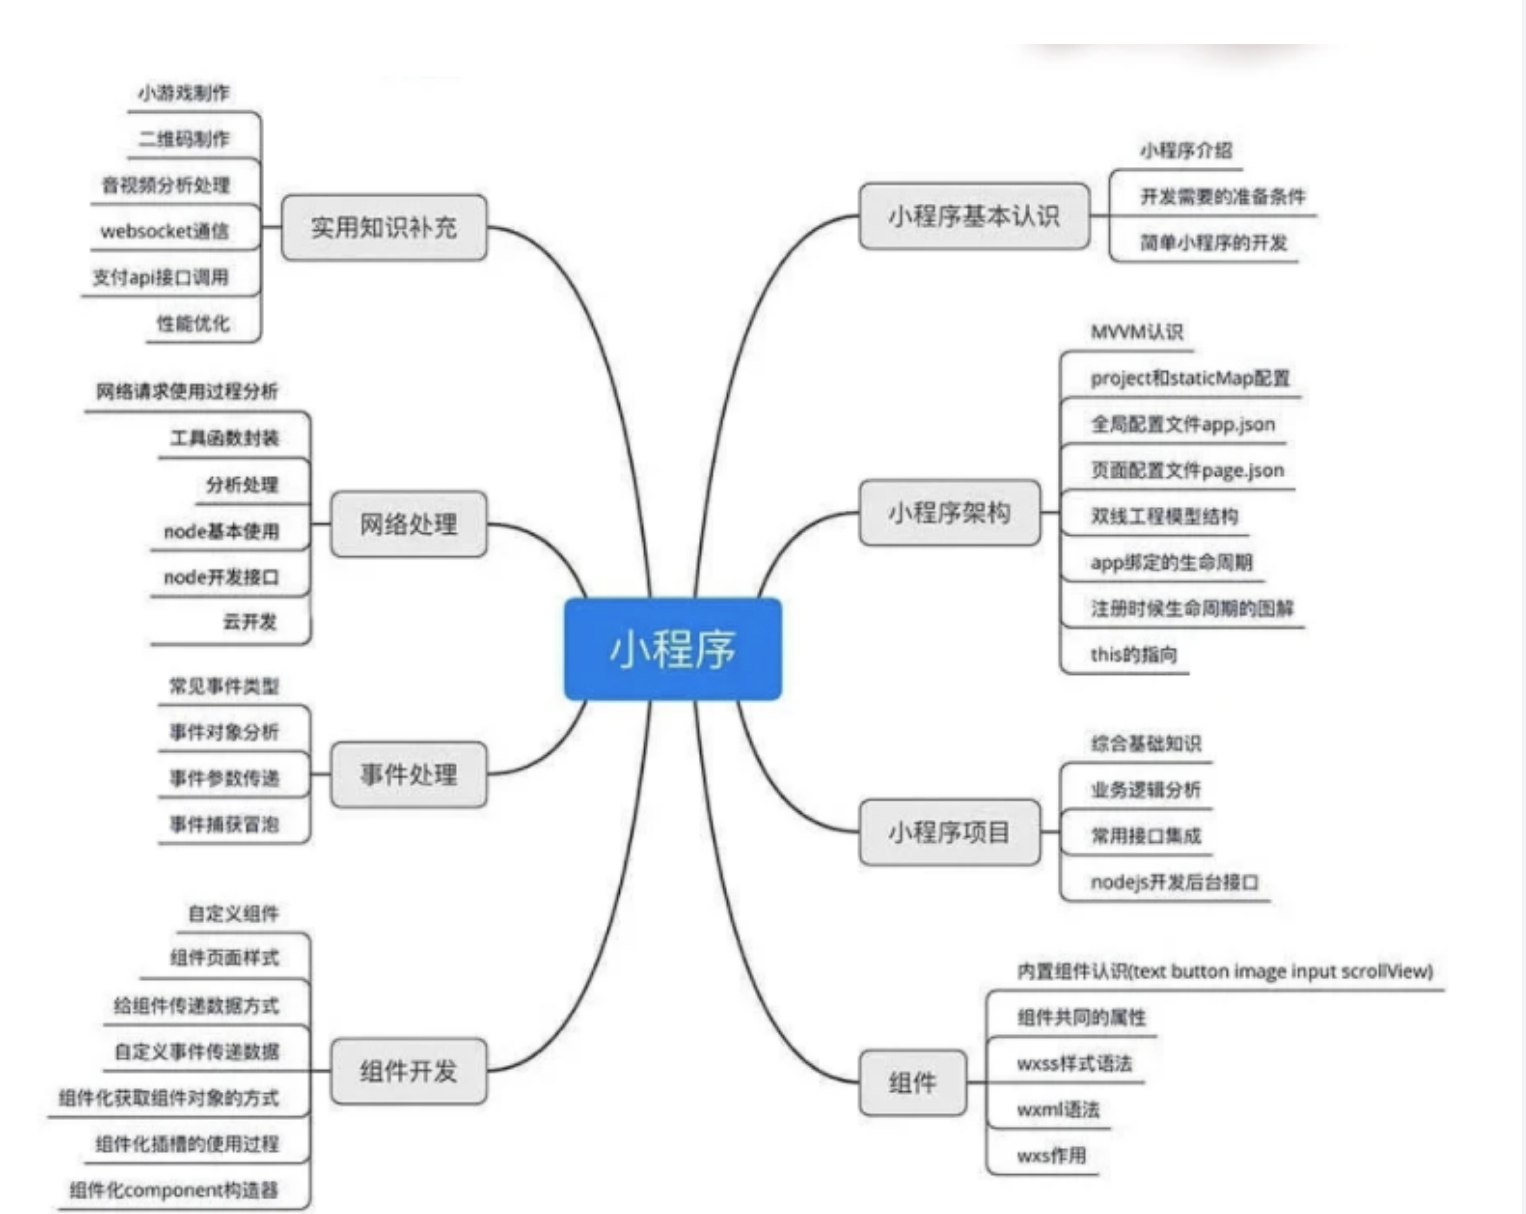 小游戏制作
二维码制作
音视频分析处理
websocket通信
支付api接口调用
性能优化
实用知识补充
网络请求使用过程分析
工具函数封装
分析处理
node基本使用
node开发接口
云开发
网络处理
常见事件类型
事件对象分析
事件参数传递
事件捕获冒泡
事件处理
自定义组件
组件页面样式
给组件传递数据方式
自定义事件传递数据
组件化获取组件对象的方式
组件化插槽的使用过程
组件化component构造器
组件开发
小程序
小程序基本认识
小程序介绍
开发需要的准备条件
简单小程序的开发
小程序架构
MVVM认识
project和staticMap配置
全局配置文件app.json
页面配置文件page.json
双线工程模型结构
app绑定的生命周期
注册时候生命周期的图解
this的指向
小程序项目
综合基础知识
业务逻辑分析
常用接口集成
nodejs开发后台接口
组件
内置组件认识(text button image input scrollView)
组件共同的属性
wxss样式语法
wxml语法
wxs作用